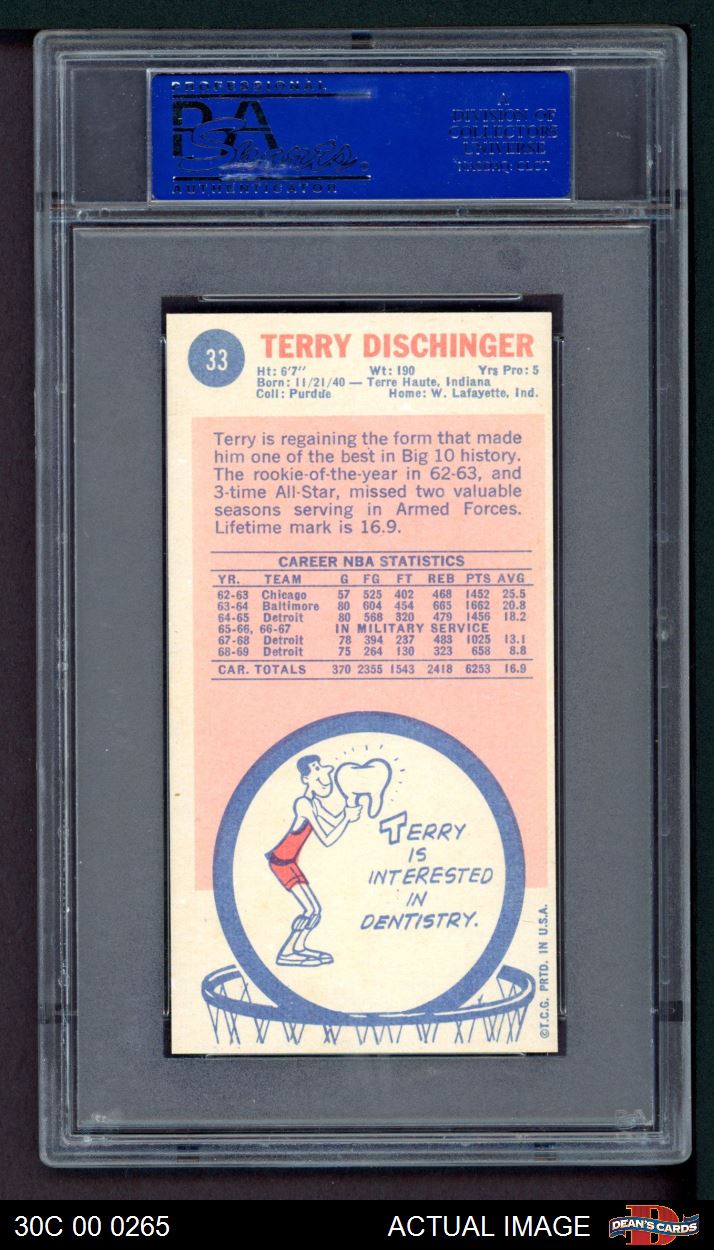 PROFESSIONAL
PSA
Sports
AUTHENTICATOR
A
DIVISION OF
COLLECTORS
UNIVERSE
NASDAQ: CLCT
33
TERRY DISCHINGER
Ht: 6'7" Wt: 190 Yrs Pro: 5
Born: 11/21/40 — Terre Haute, Indiana
Coll: Purdue Home: W. Lafayette, Ind.
Terry is regaining the form that made
him one of the best in Big 10 history.
The rookie-of-the-year in 62-63, and
3-time All-Star, missed two valuable
seasons serving in Armed Forces.
Lifetime mark is 16.9.
CAREER NBA STATISTICS
YR. TEAM G FG FT REB PTS AVG
62-63 Chicago 57 525 402 468 1452 25.5
63-64 Baltimore 80 604 454 665 1662 20.8
64-65 Detroit 80 568 320 479 1456 18.2
65-66, 66-67 IN MILITARY SERVICE
67-68 Detroit 78 394 237 483 1025 13.1
68-69 Detroit 75 264 130 323 658 8.8
CAR. TOTALS 370 2355 1543 2418 6253 16.9
TERRY
IS
INTERESTED
IN
DENTISTRY.
©T.C.G. PRTD. IN U.S.A.
PSA
30C 00 0265 ACTUAL IMAGE
D
DEAN'S CARDS